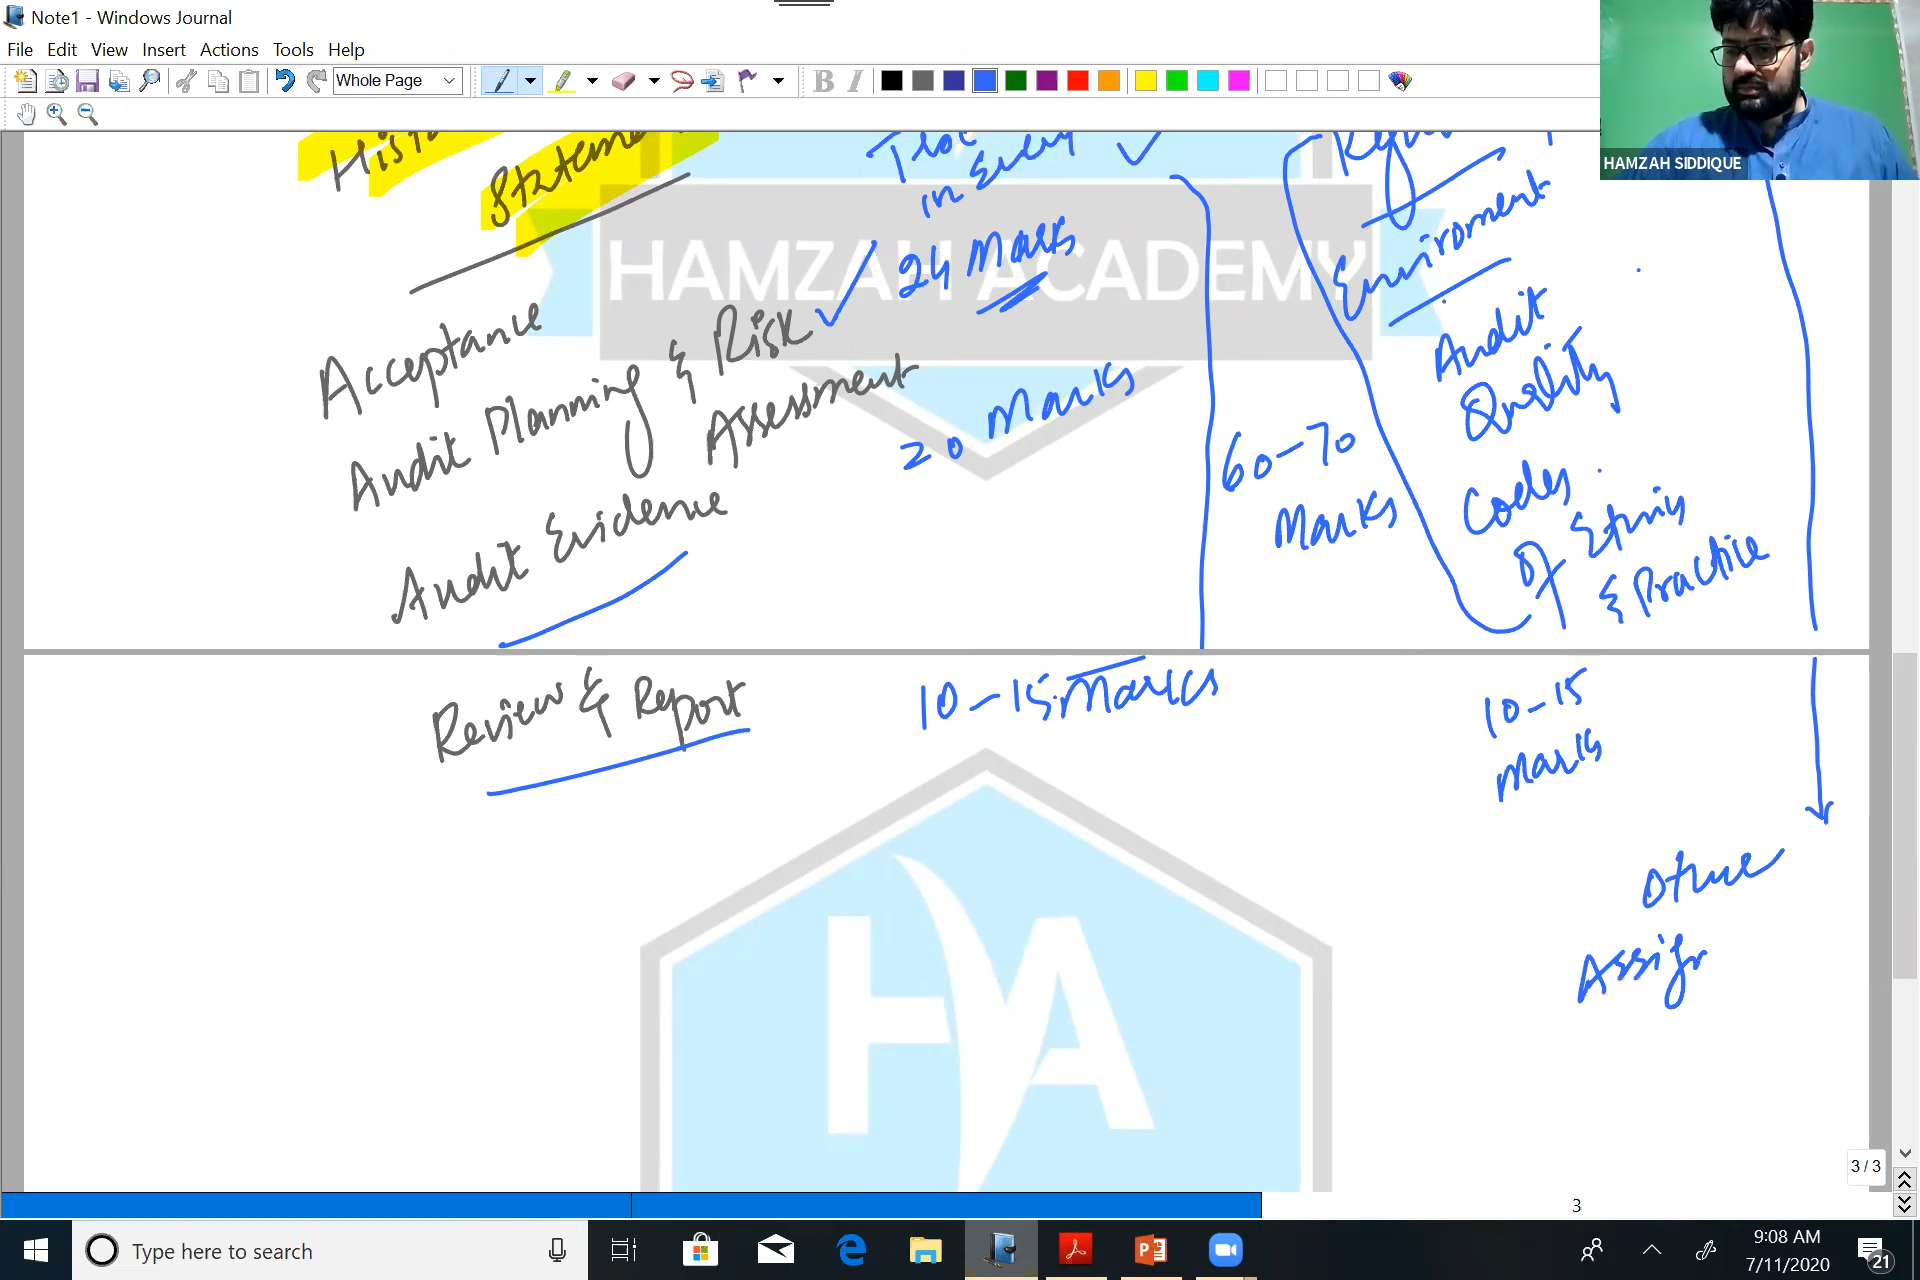 Note1 - Windows Journal
File Edit View Insert Actions Tools Help
Whole Page
B I
HAMZAH SIDDIQUE
in Every
24 Marks
Environment
HAMZAH ACADEMY
Acceptance
Audit Planning & Risk
Assessment
20 Marks
Audit Evidence
60-70
Marks
Audit
Quality
Codes
of
& Practice
Review & Report
10-15 Marks
10-15
Marks
HA
Assign
3/3
3
Type here to search
9:08 AM
7/11/2020
21